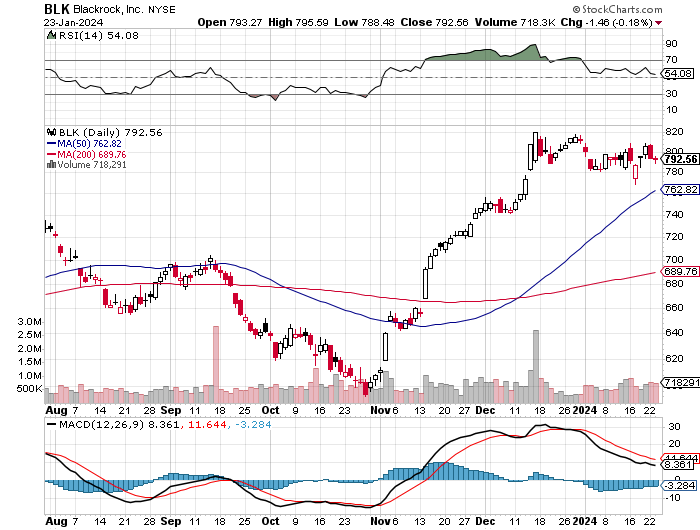 BLK Blackrock, Inc. NYSE © StockCharts.com
23-Jan-2024 Open 793.27 High 795.59 Low 788.48 Close 792.56 Volume 718.3K Chg -1.46 (-0.18%)
RSI(14) 54.08
90
70
54.08
30
10
BLK (Daily) 792.56
MA(50) 762.82
MA(200) 689.76
Volume 718,291
820
800
792.56
780
762.82
740
720
700
689.76
680
660
640
620
718291
3.0M
2.5M
2.0M
1.5M
1.0M
500K
Aug 7 14 21 28 Sep 11 18 25 Oct 9 16 23 Nov 6 13 20 27 Dec 11 18 26 2024 8 16 22
MACD(12,26,9) 8.361, 11.644, -3.284
30
20
11.644
8.361
-3.284
-10
Aug 7 14 21 28 Sep 11 18 25 Oct 9 16 23 Nov 6 13 20 27 Dec 11 18 26 2024 8 16 22